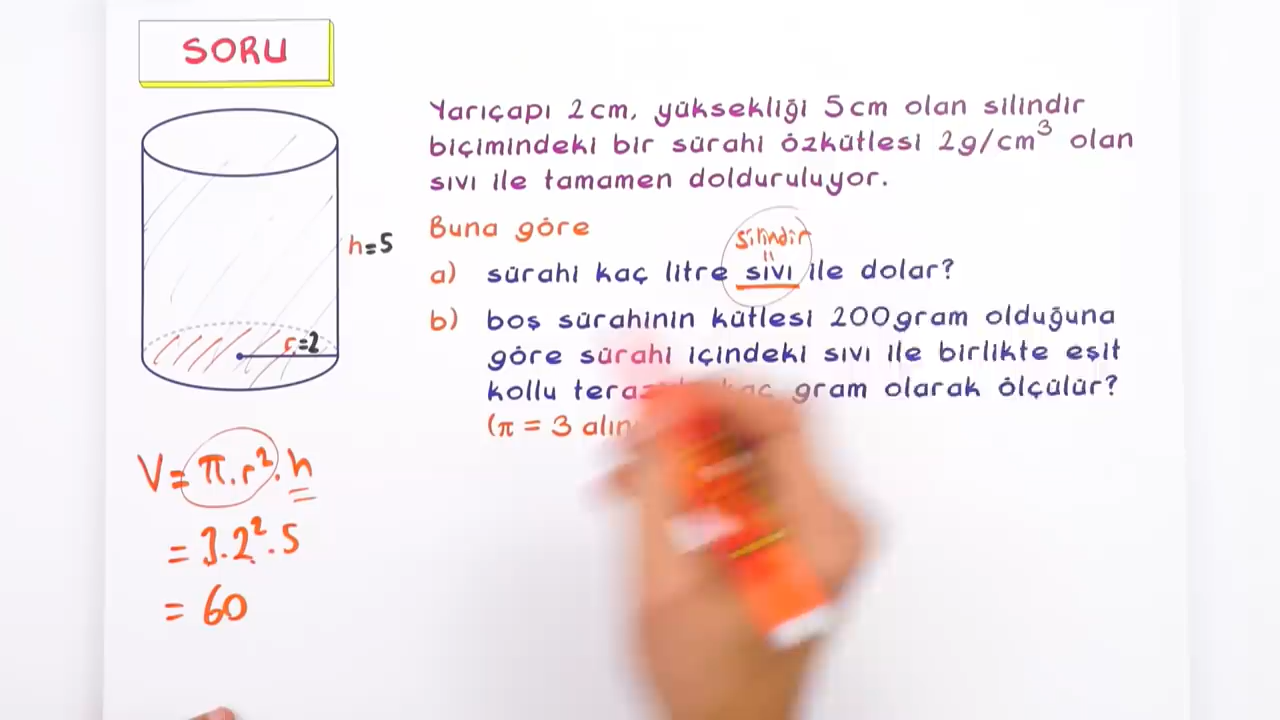 SORU
Yarıçapı 2cm, yüksekliği 5cm olan silindir
biçimindeki bir sürahi özkütlesi 2g/cm³ olan
sıvı ile tamamen dolduruluyor.
Buna göre
silindir
=
a) sürahi kaç litre sıvı ile dolar?
b) boş sürahinin kütlesi 200gram olduğuna
göre sürahi içindeki sıvı ile birlikte eşit
kollu kaç gram olarak ölçülür?
(π = 3
h=5
r=2
V = π.r².h
= 3.2².5
= 60